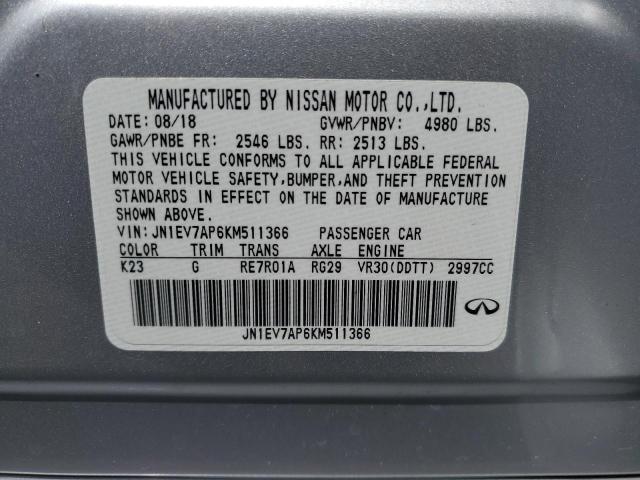 MANUFACTURED BY NISSAN MOTOR CO.,LTD.
DATE: 08/18 GVWR/PNBV: 4980 LBS.
GAWR/PNBE FR: 2546 LBS. RR: 2513 LBS.
THIS VEHICLE CONFORMS TO ALL APPLICABLE FEDERAL
MOTOR VEHICLE SAFETY,BUMPER,AND THEFT PREVENTION
STANDARDS IN EFFECT ON THE DATE OF MANUFACTURE
SHOWN ABOVE.
VIN:JN1EV7AP6KM511366 PASSENGER CAR
COLOR TRIM TRANS AXLE ENGINE
K23 G RE7R01A RG29 VR30(DDTT) 2997CC
JN1EV7AP6KM511366